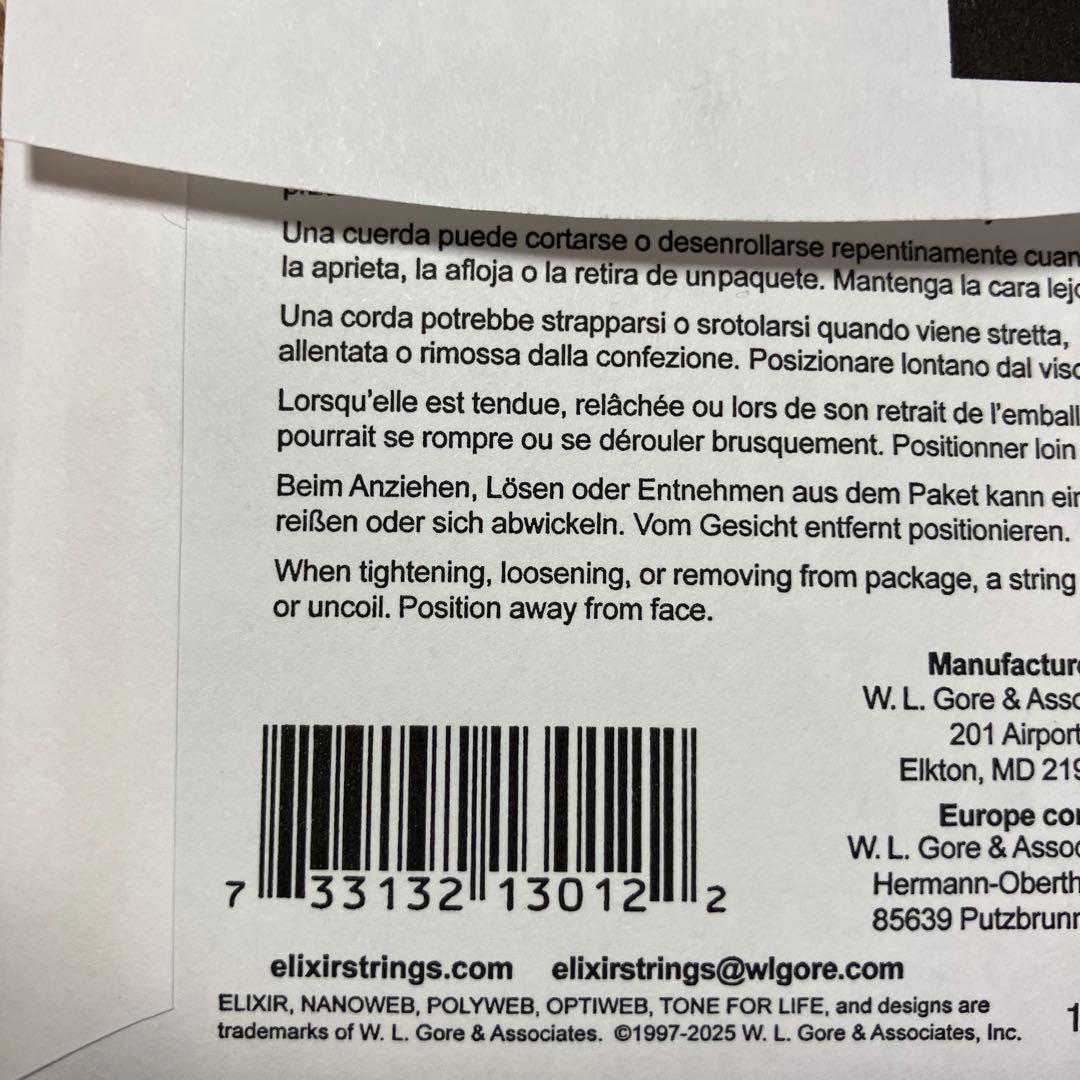 Una cuerda puede cortarse o desenrollarse repentinamente
la aprieta, la afloja o la retira de unpaquete. Mantenga la cara
Una corda potrebbe strapparsi o srotolarsi quando viene stretta,
allentata o rimossa dalla confezione. Posizionare lontano dal
Lorsqu'elle est tendue, relâchée ou lors de son retrait de
pourrait se rompre ou se dérouler brusquement. Positionner loin
Beim Anziehen, Lösen oder Entnehmen aus dem Paket kann
reißen oder sich abwickeln. Vom Gesicht entfernt positionieren.
When tightening, loosening, or removing from package, a string
or uncoil. Position away from face.
W. L. Gore &
201 Airport
Elkton, MD
Europe
W. L. Gore &
85639
7 33132 13012 2
elixirstrings.com elixirstrings@wlgore.com
ELIXIR, NANOWEB, POLYWEB, OPTIWEB, TONE FOR LIFE, and designs are
trademarks of W. L. Gore & Associates. ©1997-2025 W. L. Gore & Associates, Inc.